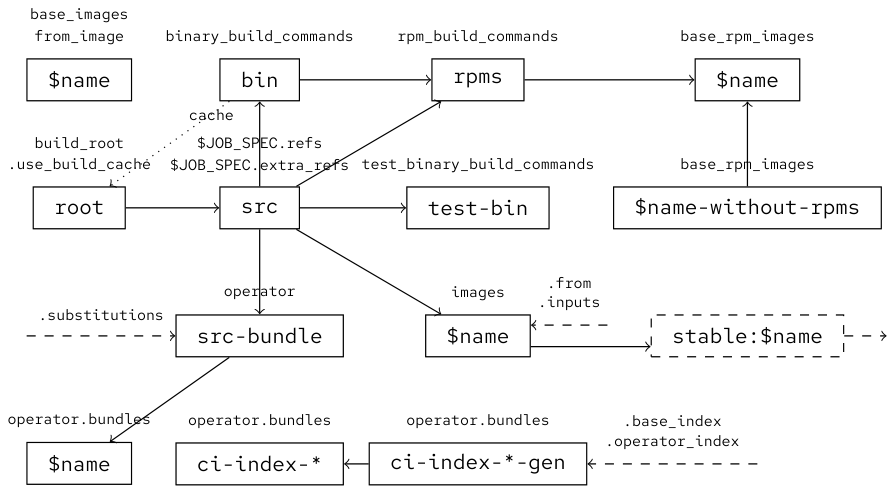 base_images
from_image
binary_build_commands
rpm_build_commands
base_rpm_images
$name
bin
rpms
$name
cache
build_root
.use_build_cache
$JOB_SPEC.refs
$JOB_SPEC.extra_refs
test_binary_build_commands
base_rpm_images
root
src
test-bin
$name-without-rpms
operator
images
.from
.inputs
.substitutions
src-bundle
$name
stable:$name
operator.bundles
operator.bundles
operator.bundles
.base_index
.operator_index
$name
ci-index-*
ci-index-*-gen